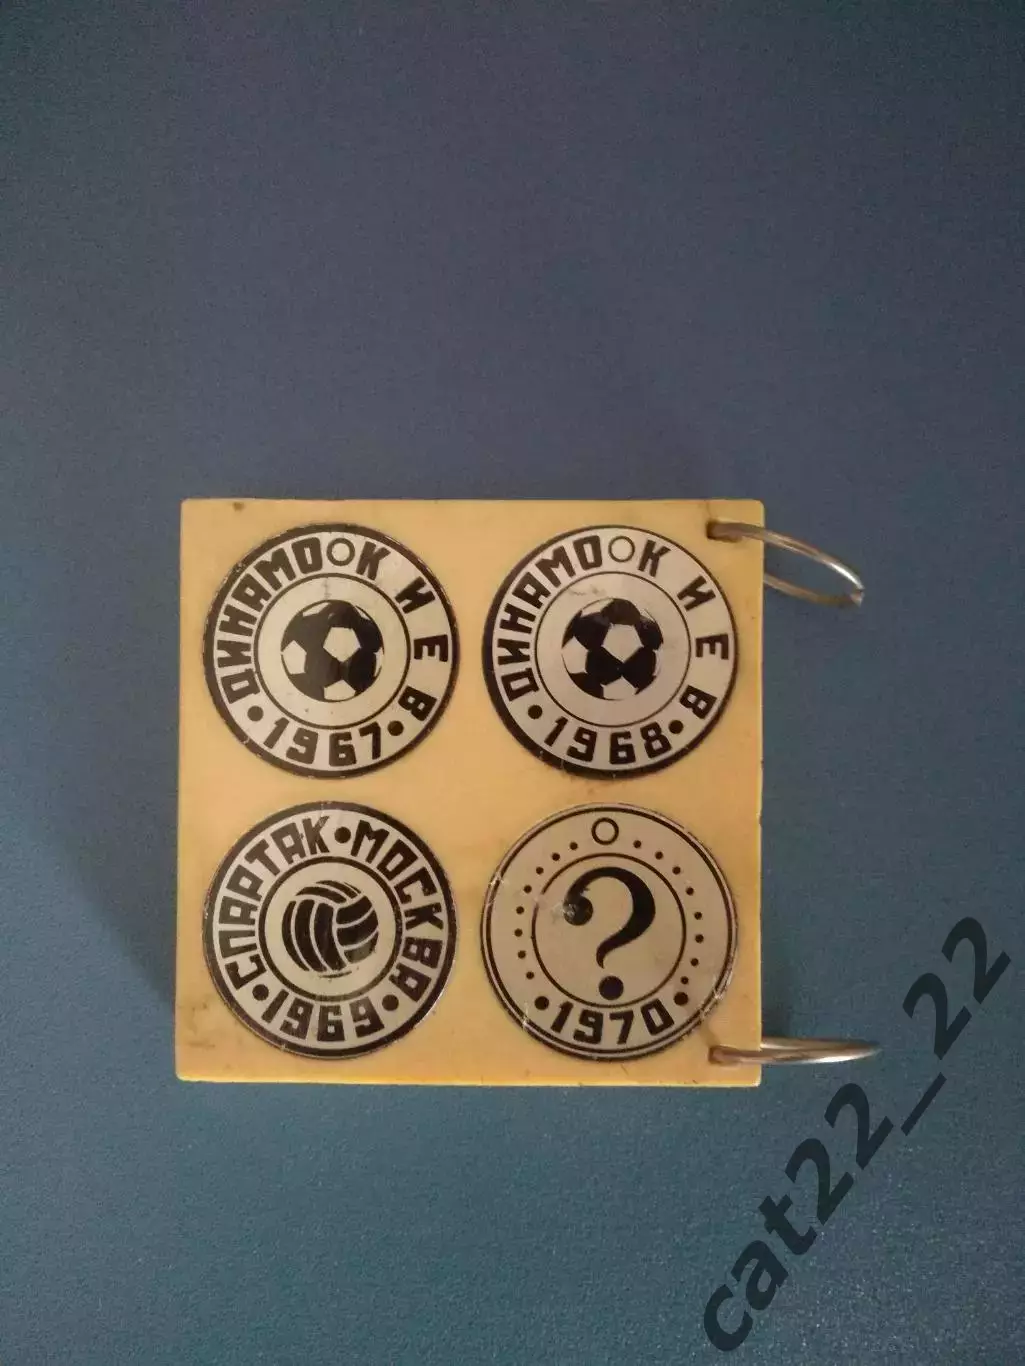 ДИНАМО КИЕВ
1967
ДИНАМО КИЕВ
1968
СПАРТАК • МОСКВА
• 1969 •
?
• 1970 •
cat22_22